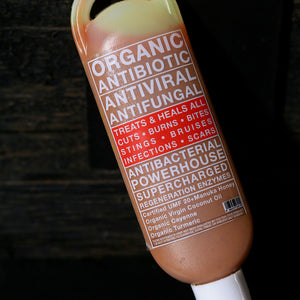 ORGANIC
ANTIBIOTIC
ANTIVIRAL
ANTIFUNGAL
TREATS & HEALS ALL
CUTS • BURNS • BITES
STINGS • BRUISES
INFECTIONS • SCARS
ANTIBACTERIAL
POWERHOUSE
SUPERCHARGED
REGENERATION ENZYMES
Certified UMF 20+Manuka Honey
Organic Virgin Coconut Oil
Organic Cayenne
Organic Turmeric